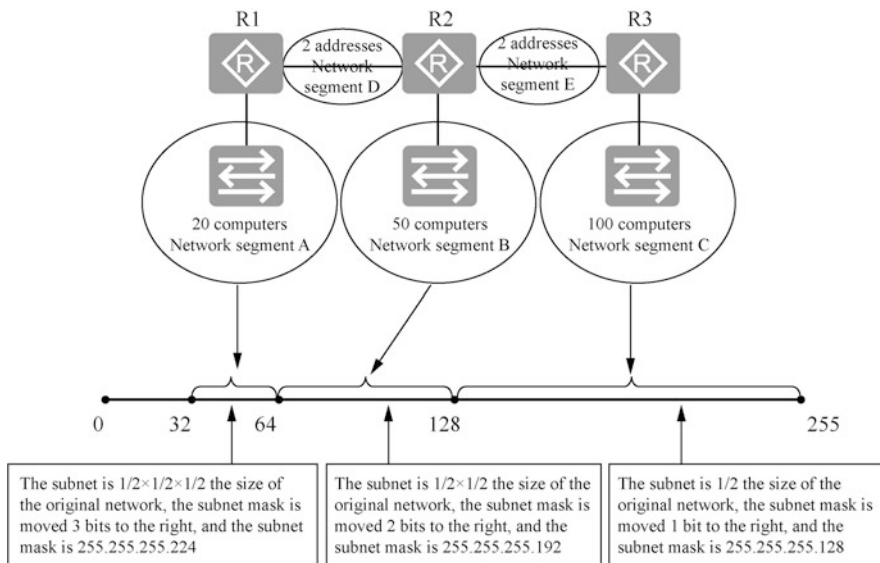 R1
R2
R3
2 addresses
Network
segment D
2 addresses
Network
segment E
R
R
R
20 computers
Network segment A
50 computers
Network segment B
100 computers
Network segment C
0
32
64
128
255
The subnet is 1/2×1/2×1/2 the size of
the original network, the subnet mask is
moved 3 bits to the right, and the subnet
mask is 255.255.255.224
The subnet is 1/2×1/2 the size of the
original network, the subnet mask is
moved 2 bits to the right, and the
subnet mask is 255.255.255.192
The subnet is 1/2 the size of the
original network, the subnet mask is
moved 1 bit to the right, and the
subnet mask is 255.255.255.128